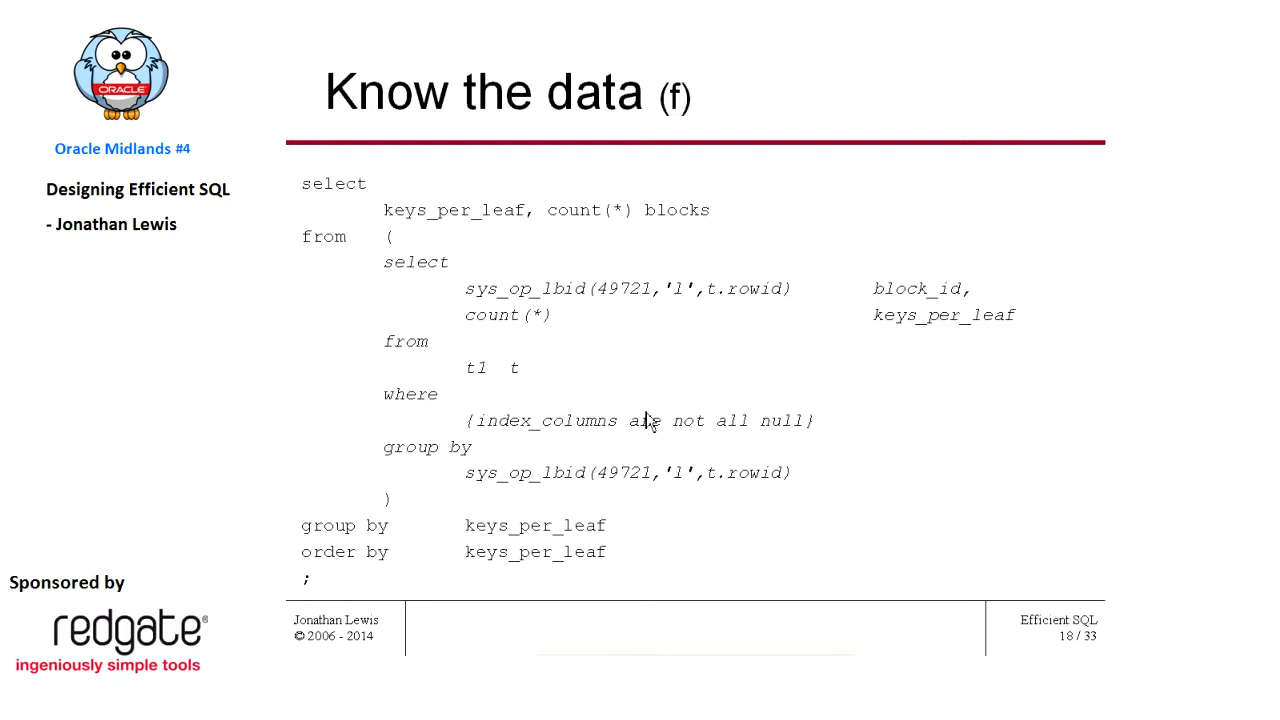 ORACLE
Oracle Midlands #4
Designing Efficient SQL
- Jonathan Lewis
Know the data (f)
select
keys_per_leaf, count(*) blocks
from (
select
sys_op_lbid(49721,'l',t.rowid) block_id,
count(*) keys_per_leaf
from
t1 t
where
{index_columns are not all null}
group by
sys_op_lbid(49721,'l',t.rowid)
)
group by keys_per_leaf
order by keys_per_leaf
;
Sponsored by
redgate®
ingeniously simple tools
Jonathan Lewis
© 2006 - 2014
Efficient SQL
18 / 33